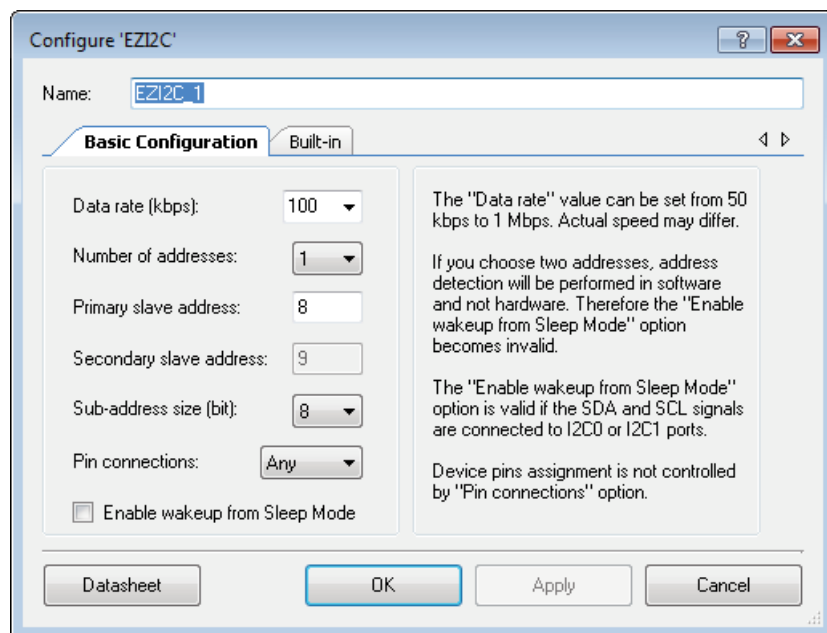 Configure 'EZI2C'
Name: EZI2C_1
Basic Configuration Built-in
Data rate (kbps): 100
Number of addresses: 1
Primary slave address: 8
Secondary slave address: 9
Sub-address size (bit): 8
Pin connections: Any
Enable wakeup from Sleep Mode
The "Data rate" value can be set from 50
kbps to 1 Mbps. Actual speed may differ.
If you choose two addresses, address
detection will be performed in software
and not hardware. Therefore the "Enable
wakeup from Sleep Mode" option
becomes invalid.
The "Enable wakeup from Sleep Mode"
option is valid if the SDA and SCL signals
are connected to I2C0 or I2C1 ports.
Device pins assignment is not controlled
by "Pin connections" option.
Datasheet OK Apply Cancel